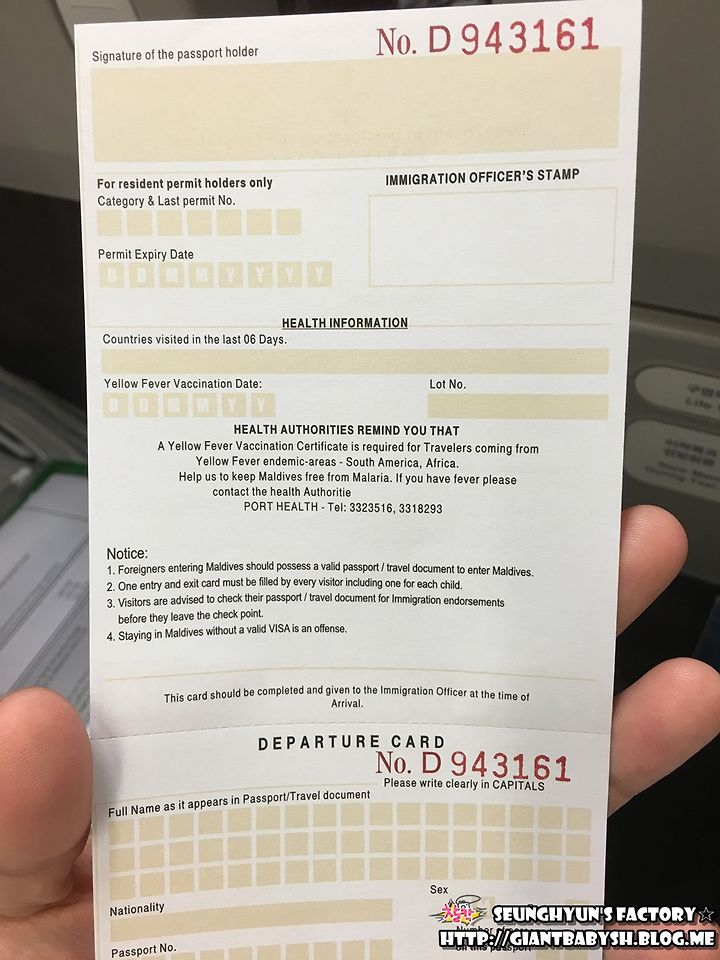 No. D 943161
Signature of the passport holder
For resident permit holders only
Category & Last permit No.
IMMIGRATION OFFICER'S STAMP
Permit Expiry Date
D D M M Y Y Y Y
HEALTH INFORMATION
Countries visited in the last 06 Days.
Yellow Fever Vaccination Date:
Lot No.
D D M M Y Y
HEALTH AUTHORITIES REMIND YOU THAT
A Yellow Fever Vaccination Certificate is required for Travelers coming from
Yellow Fever endemic-areas - South America, Africa.
Help us to keep Maldives free from Malaria. If you have fever please
contact the health Authoritie
PORT HEALTH - Tel: 3323516, 3318293
Notice:
1. Foreigners entering Maldives should possess a valid passport / travel document to enter Maldives.
2. One entry and exit card must be filled by every visitor including one for each child.
3. Visitors are advised to check their passport / travel document for Immigration endorsements
before they leave the check point.
4. Staying in Maldives without a valid VISA is an offense.
This card should be completed and given to the Immigration Officer at the time of
Arrival.
DEPARTURE CARD
No. D 943161
Please write clearly in CAPITALS
Full Name as it appears in Passport/Travel document
Sex
Nationality
Number of
on this passport
Passport No.
SEUNGHYUN'S FACTORY☆
HTTP://GIANTBABYSH.BLOG.ME